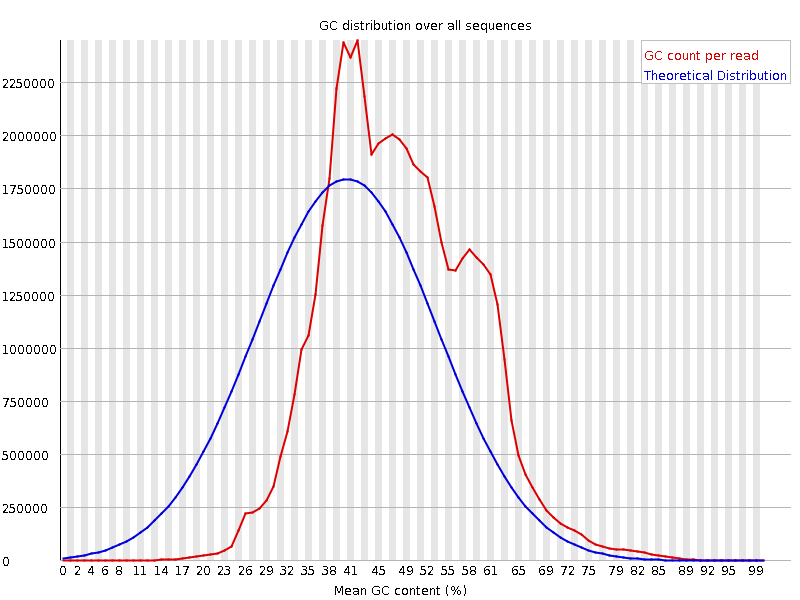 GC distribution over all sequences
GC count per read
Theoretical Distribution
2250000
2000000
1750000
1500000
1250000
1000000
750000
500000
250000
0
0 2 4 6 8 11 14 17 20 23 26 29 32 35 38 41 45 49 52 55 58 61 65 69 72 75 79 82 85 89 92 95 99
Mean GC content (%)